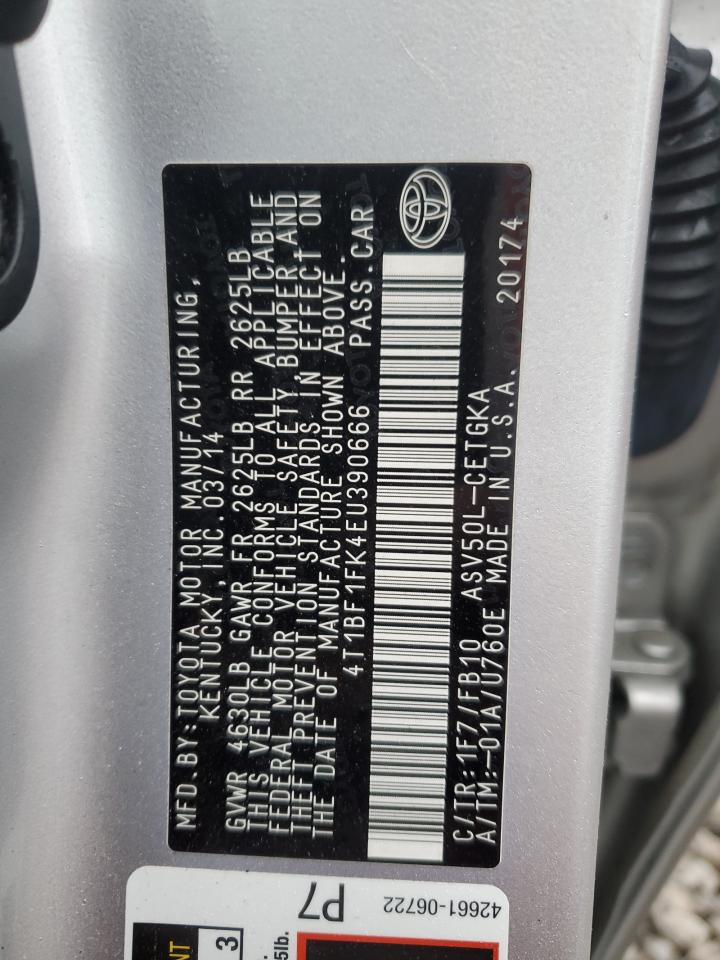 MFD.BY:TOYOTA MOTOR MANUFACTURING,
KENTUCKY,INC.03/14
GVWR 4630LB GAWR FR 2625LB RR 2625LB
THIS VEHICLE CONFORMS TO ALL APPLICABLE
FEDERAL MOTOR VEHICLE SAFETY,BUMPER,AND
THEFT PREVENTION STANDARDS IN EFFECT ON
THE DATE OF MANUFACTURE SHOWN ABOVE.
4T1BF1FK4EU390666 PASS.CAR
C/TR:1F7/FB10 ASV50L-CETGKA
A/TM:-01A/U760E MADE IN U.S.A. 20174
42661-06722
P7
5lb.
3
NT